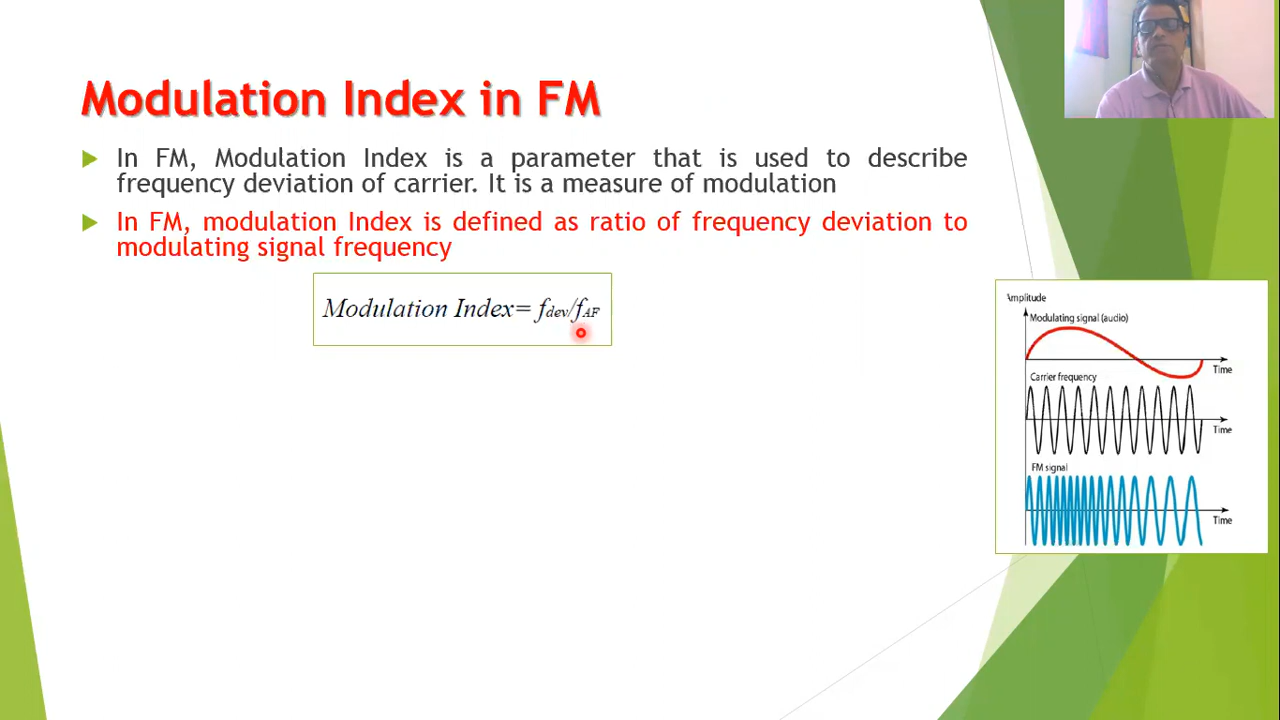 Modulation Index in FM
In FM, Modulation Index is a parameter that is used to describe
frequency deviation of carrier. It is a measure of modulation
In FM, modulation Index is defined as ratio of frequency deviation to
modulating signal frequency
Modulation Index= fdev/fAF
Amplitude
Modulating signal (audio)
Time
Carrier frequency
Time
FM signal
Time